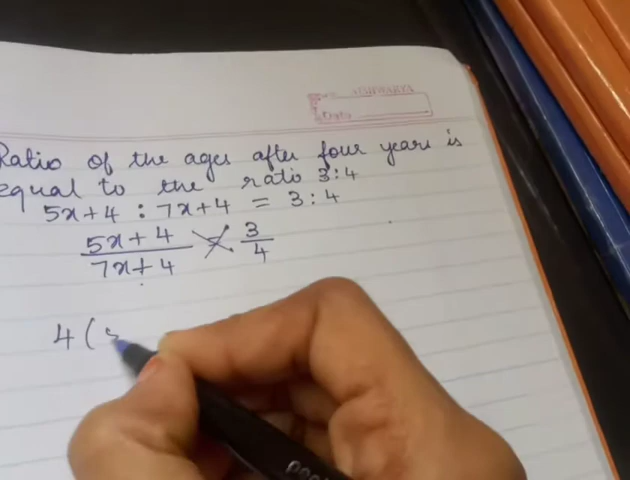 Ratio of the ages after four years is
equal to the ratio 3:4
5x+4 : 7x+4 = 3:4
5x+4 = 3
7x+4 4
4(5